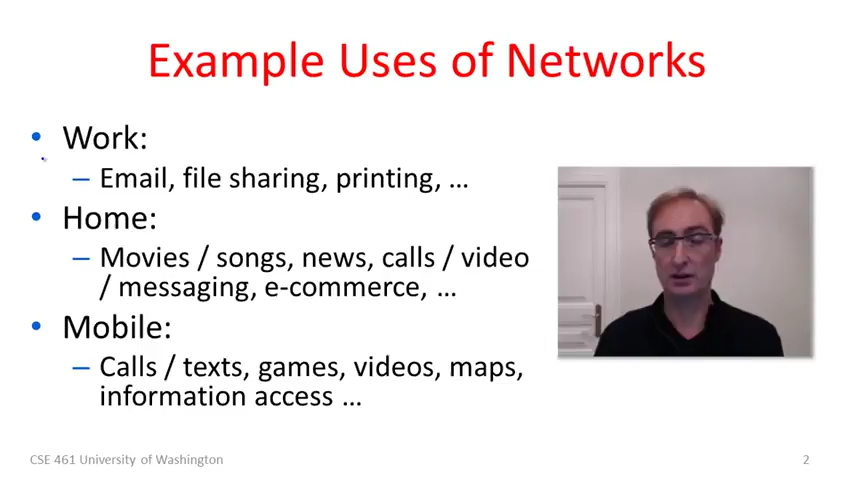 Example Uses of Networks
• Work:
– Email, file sharing, printing, …
• Home:
– Movies / songs, news, calls / video
/ messaging, e-commerce, …
• Mobile:
– Calls / texts, games, videos, maps,
information access …
CSE 461 University of Washington
2